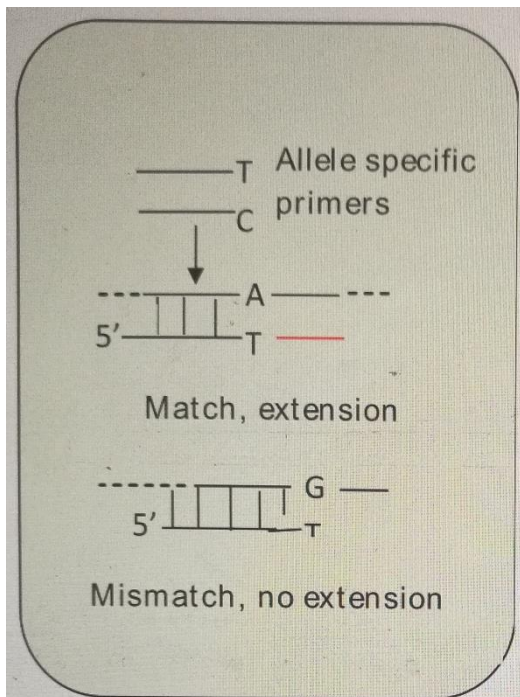 T Allele specific
C primers
A
5' T
Match, extension
G
5' T
Mismatch, no extension